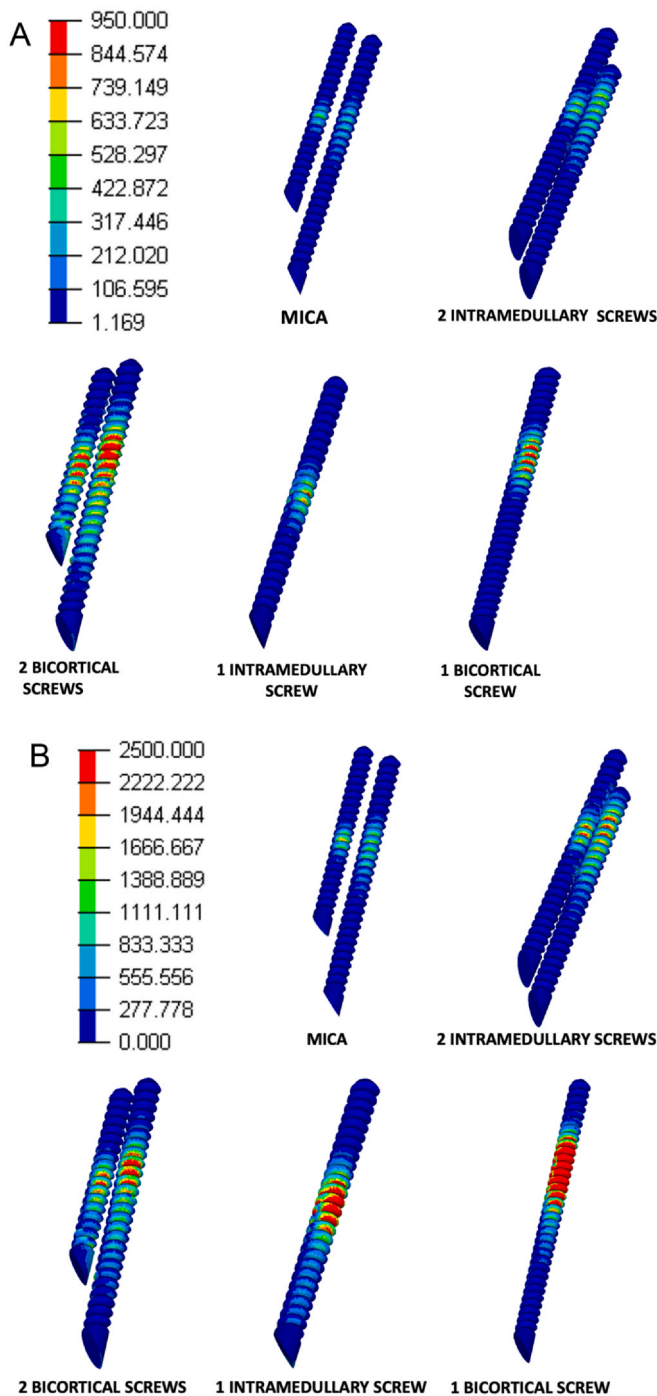 A
950.000
844.574
739.149
633.723
528.297
422.872
317.446
212.020
106.595
1.169
MICA
2 INTRAMEDULLARY SCREWS
2 BICORTICAL
SCREWS
1 INTRAMEDULLARY
SCREW
1 BICORTICAL
SCREW
B
2500.000
2222.222
1944.444
1666.667
1388.889
1111.111
833.333
555.556
277.778
0.000
MICA
2 INTRAMEDULLARY SCREWS
2 BICORTICAL SCREWS
1 INTRAMEDULLARY SCREW
1 BICORTICAL SCREW